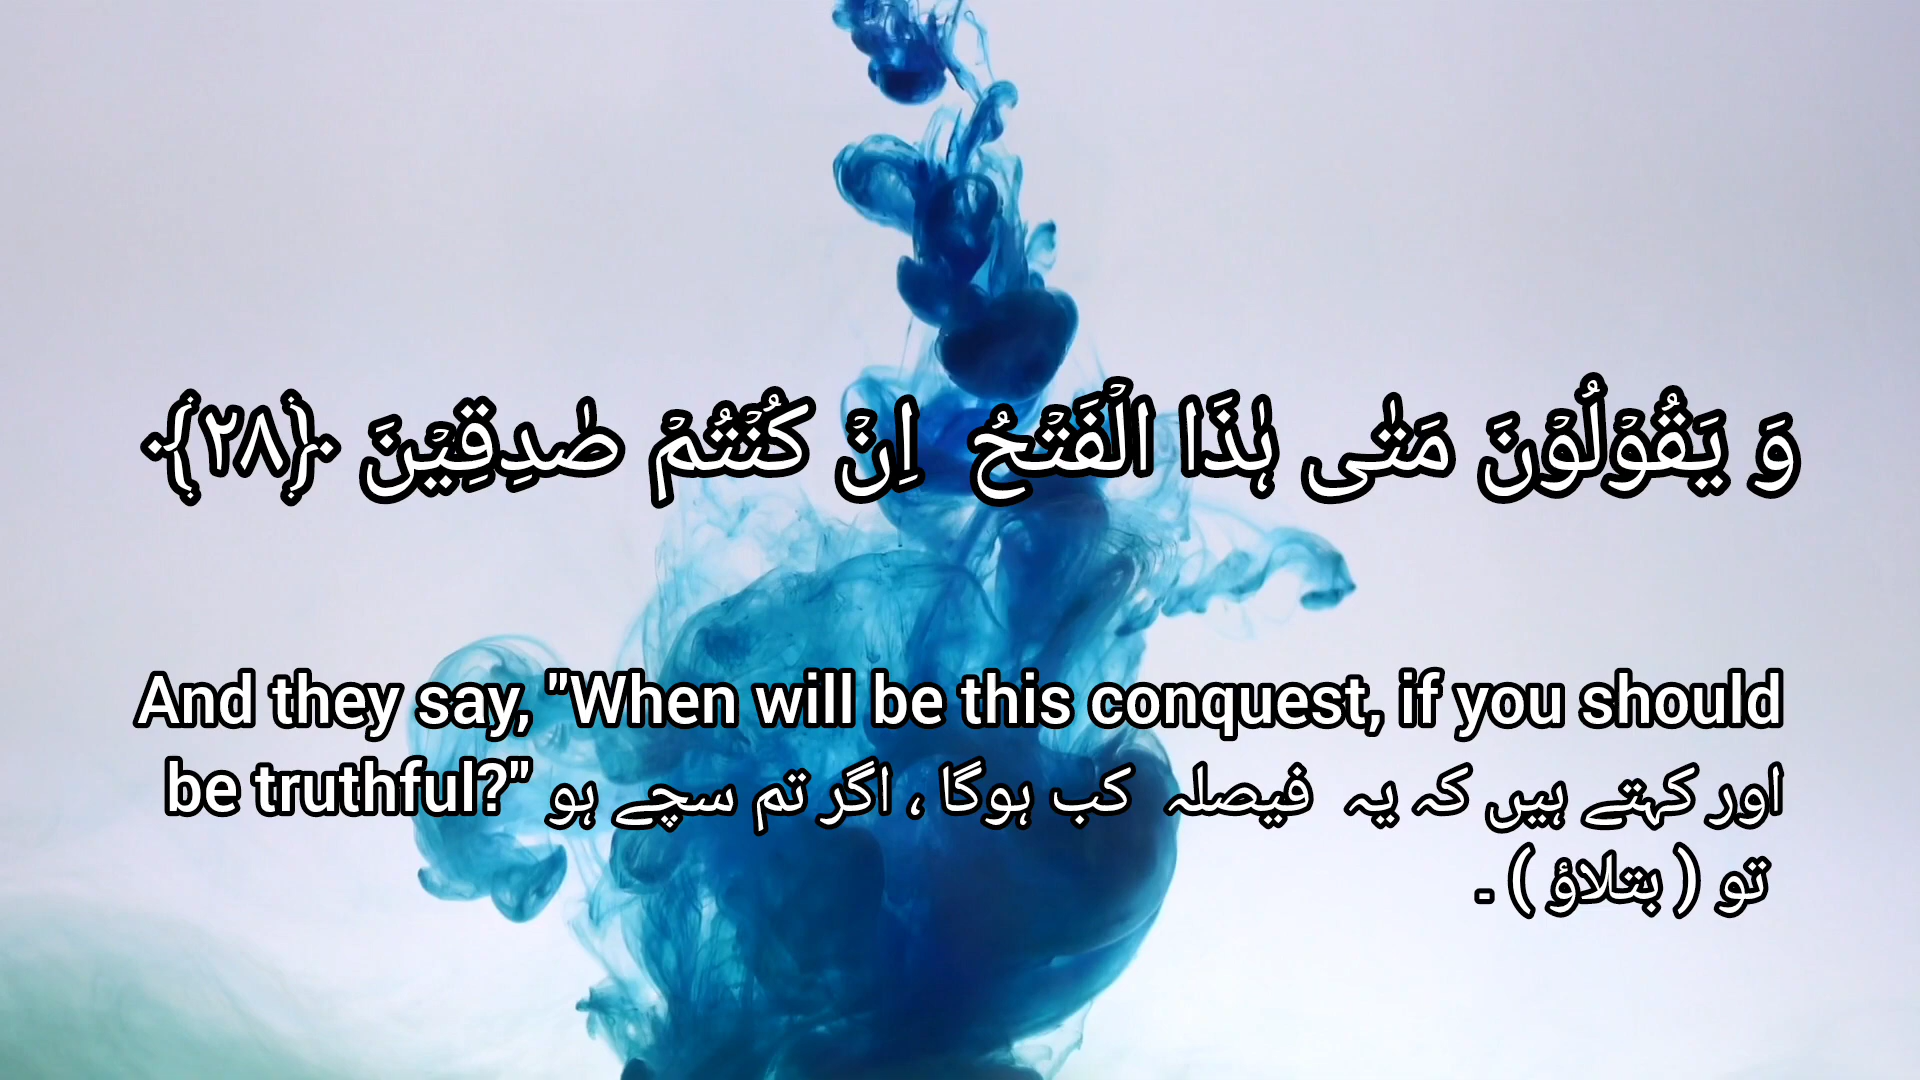 وَ یَقُوۡلُوۡنَ مَتٰی ہٰذَا الۡفَتۡحُ اِنۡ کُنۡتُمۡ صٰدِقِیۡنَ ﴿۲۸﴾
And they say, "When will be this conquest, if you should
be truthful?" اور کہتے ہیں کہ یہ فیصلہ کب ہوگا ، اگر تم سچے ہو
تو ( بتلاؤ ) ۔